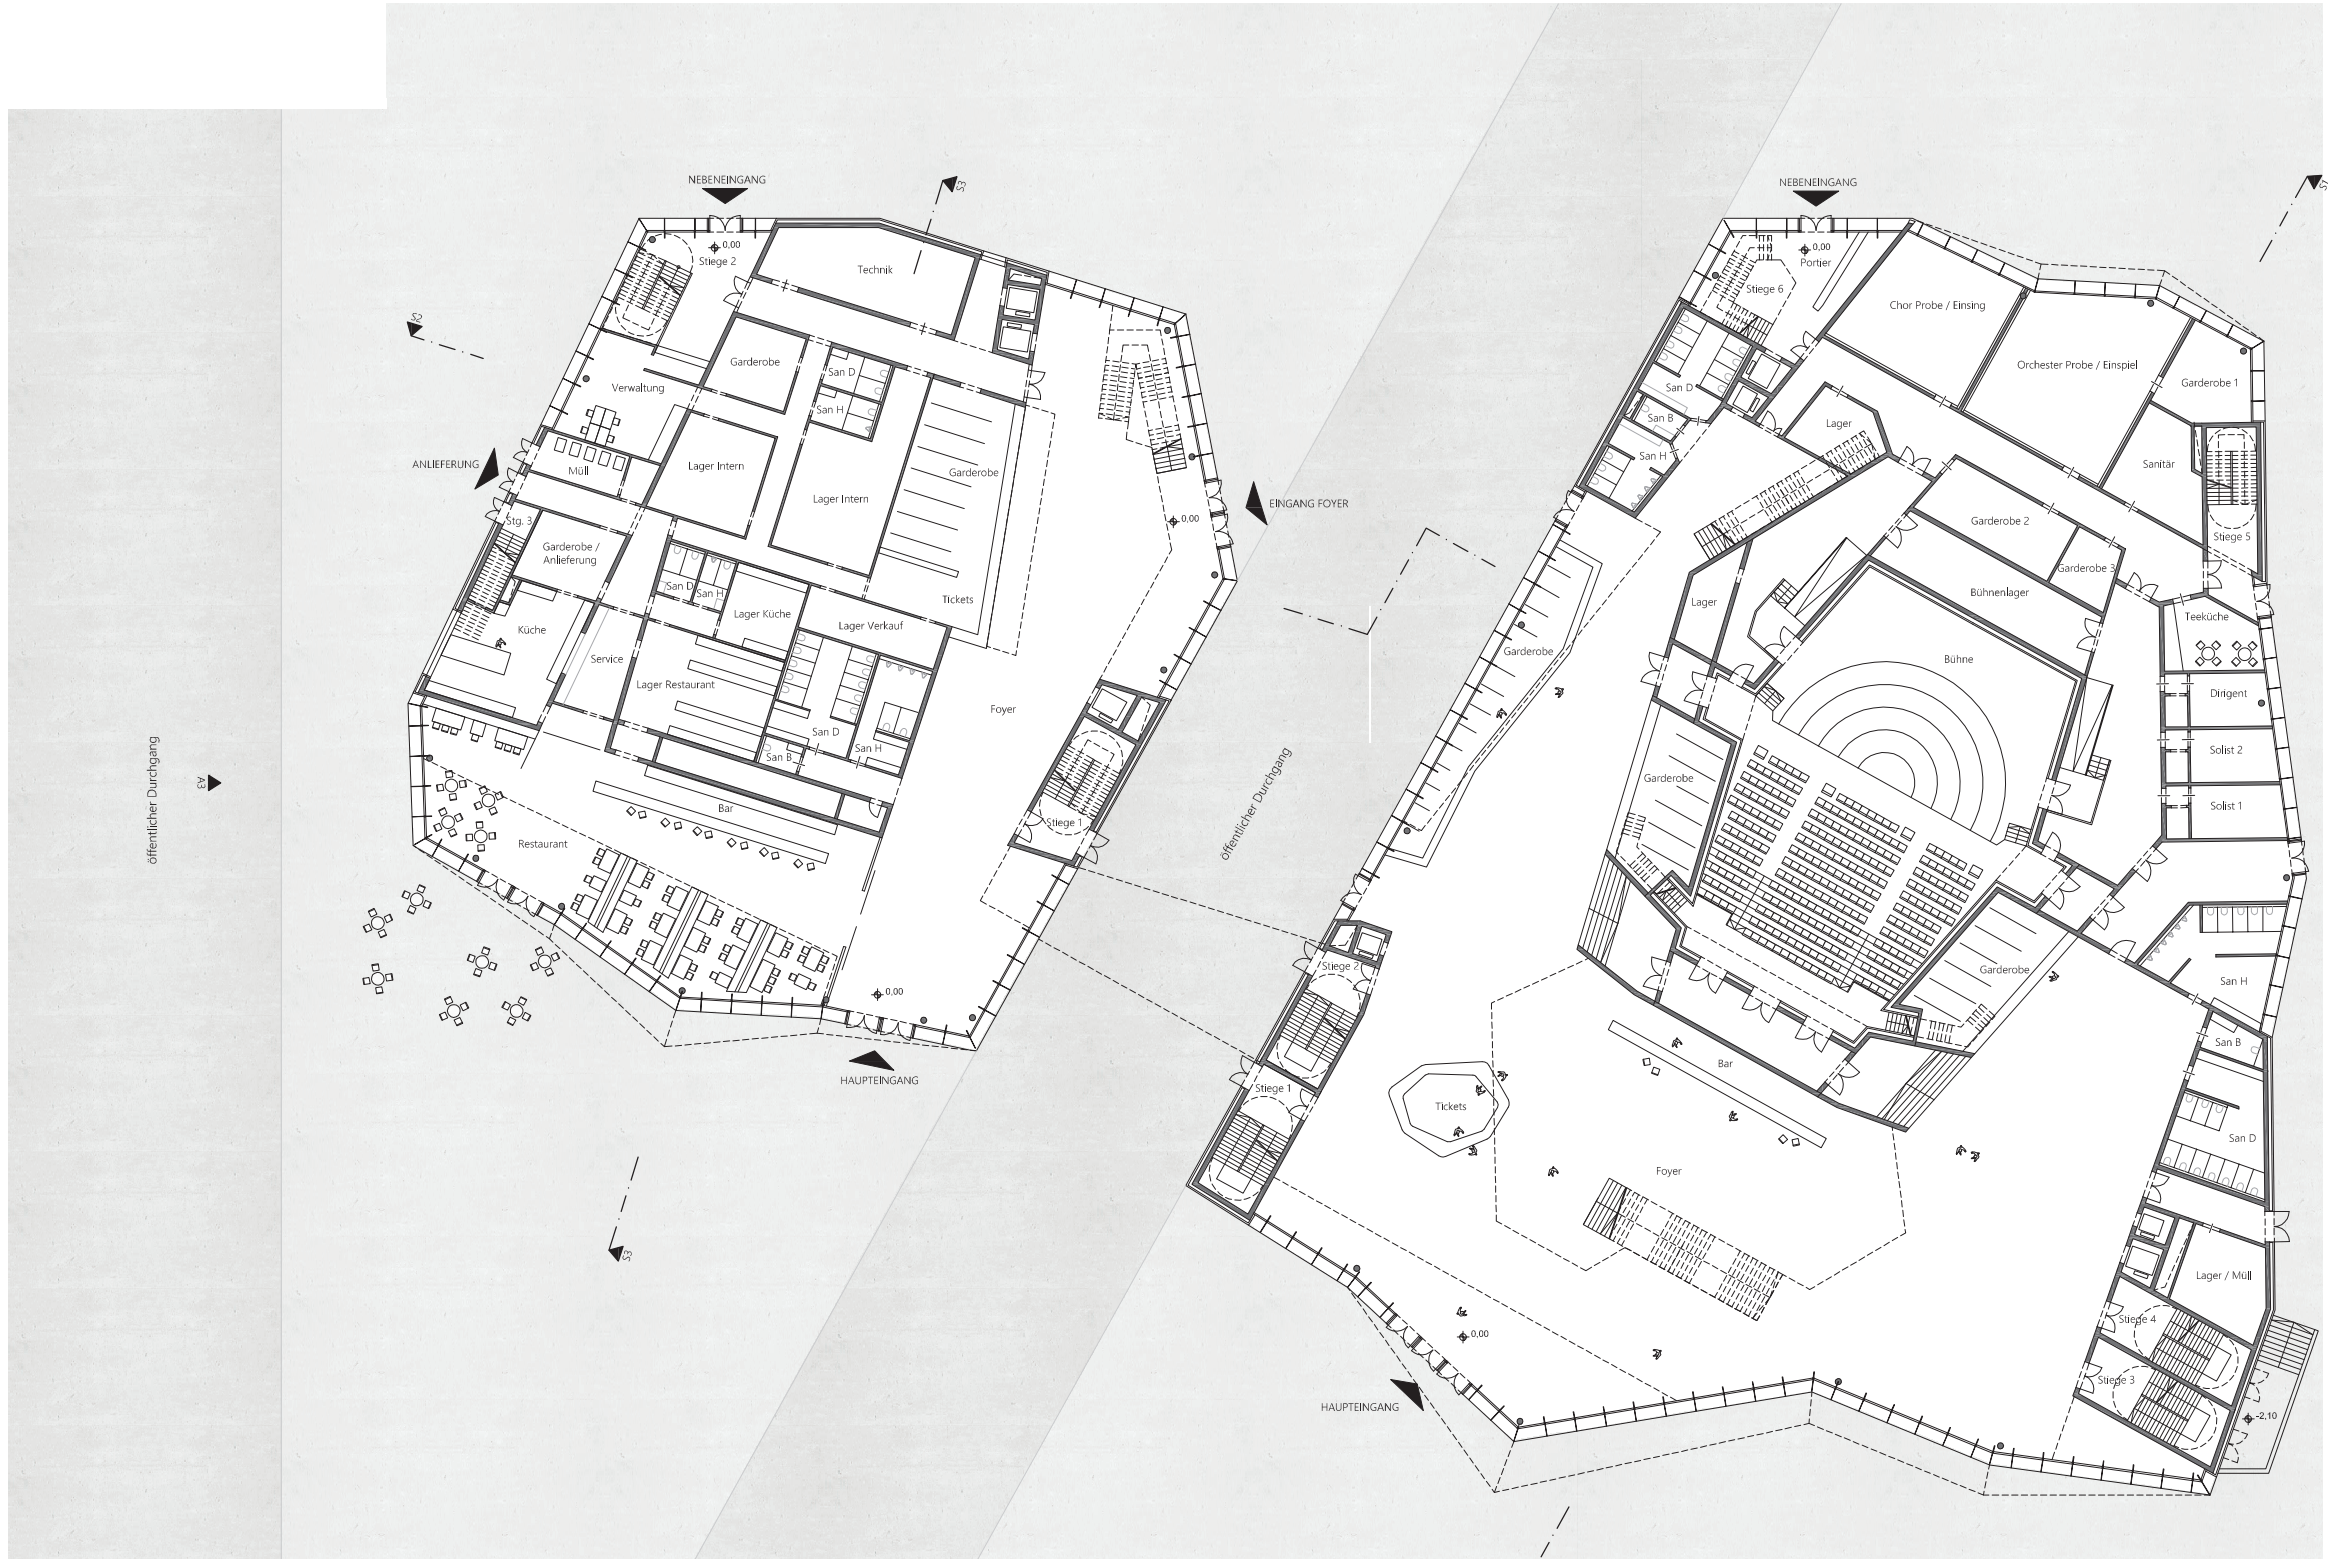 NEBENEINGANG
S3
0,00
Stiege 2
Technik
S2
Garderobe
San D
Verwaltung
San H
ANLIEFERUNG
Müll
Lager Intern
Garderobe
Lager Intern
EINGANG FOYER
0,00
Stg. 3
Garderobe /
Anlieferung
San D
San H
Tickets
Lager Küche
Lager Verkauf
Küche
Service
Lager Restaurant
Foyer
San D
San H
San B
A3
öffentlicher Durchgang
Bar
Stiege 1
Restaurant
0,00
HAUPTEINGANG
S3
öffentlicher Durchgang
NEBENEINGANG
S1
0,00
Portier
Stiege 6
Chor Probe / Einsing
Orchester Probe / Einspiel
Garderobe 1
San D
San B
Lager
San H
Sanitär
Garderobe 2
Stiege 5
Garderobe 3
Bühnenlager
Lager
Teeküche
Garderobe
Bühne
Dirigent
Solist 2
Garderobe
Solist 1
Stiege 2
Garderobe
San H
San B
Bar
Stiege 1
Tickets
San D
Foyer
Lager / Müll
Stiege 4
0,00
Stiege 3
HAUPTEINGANG
-2,10